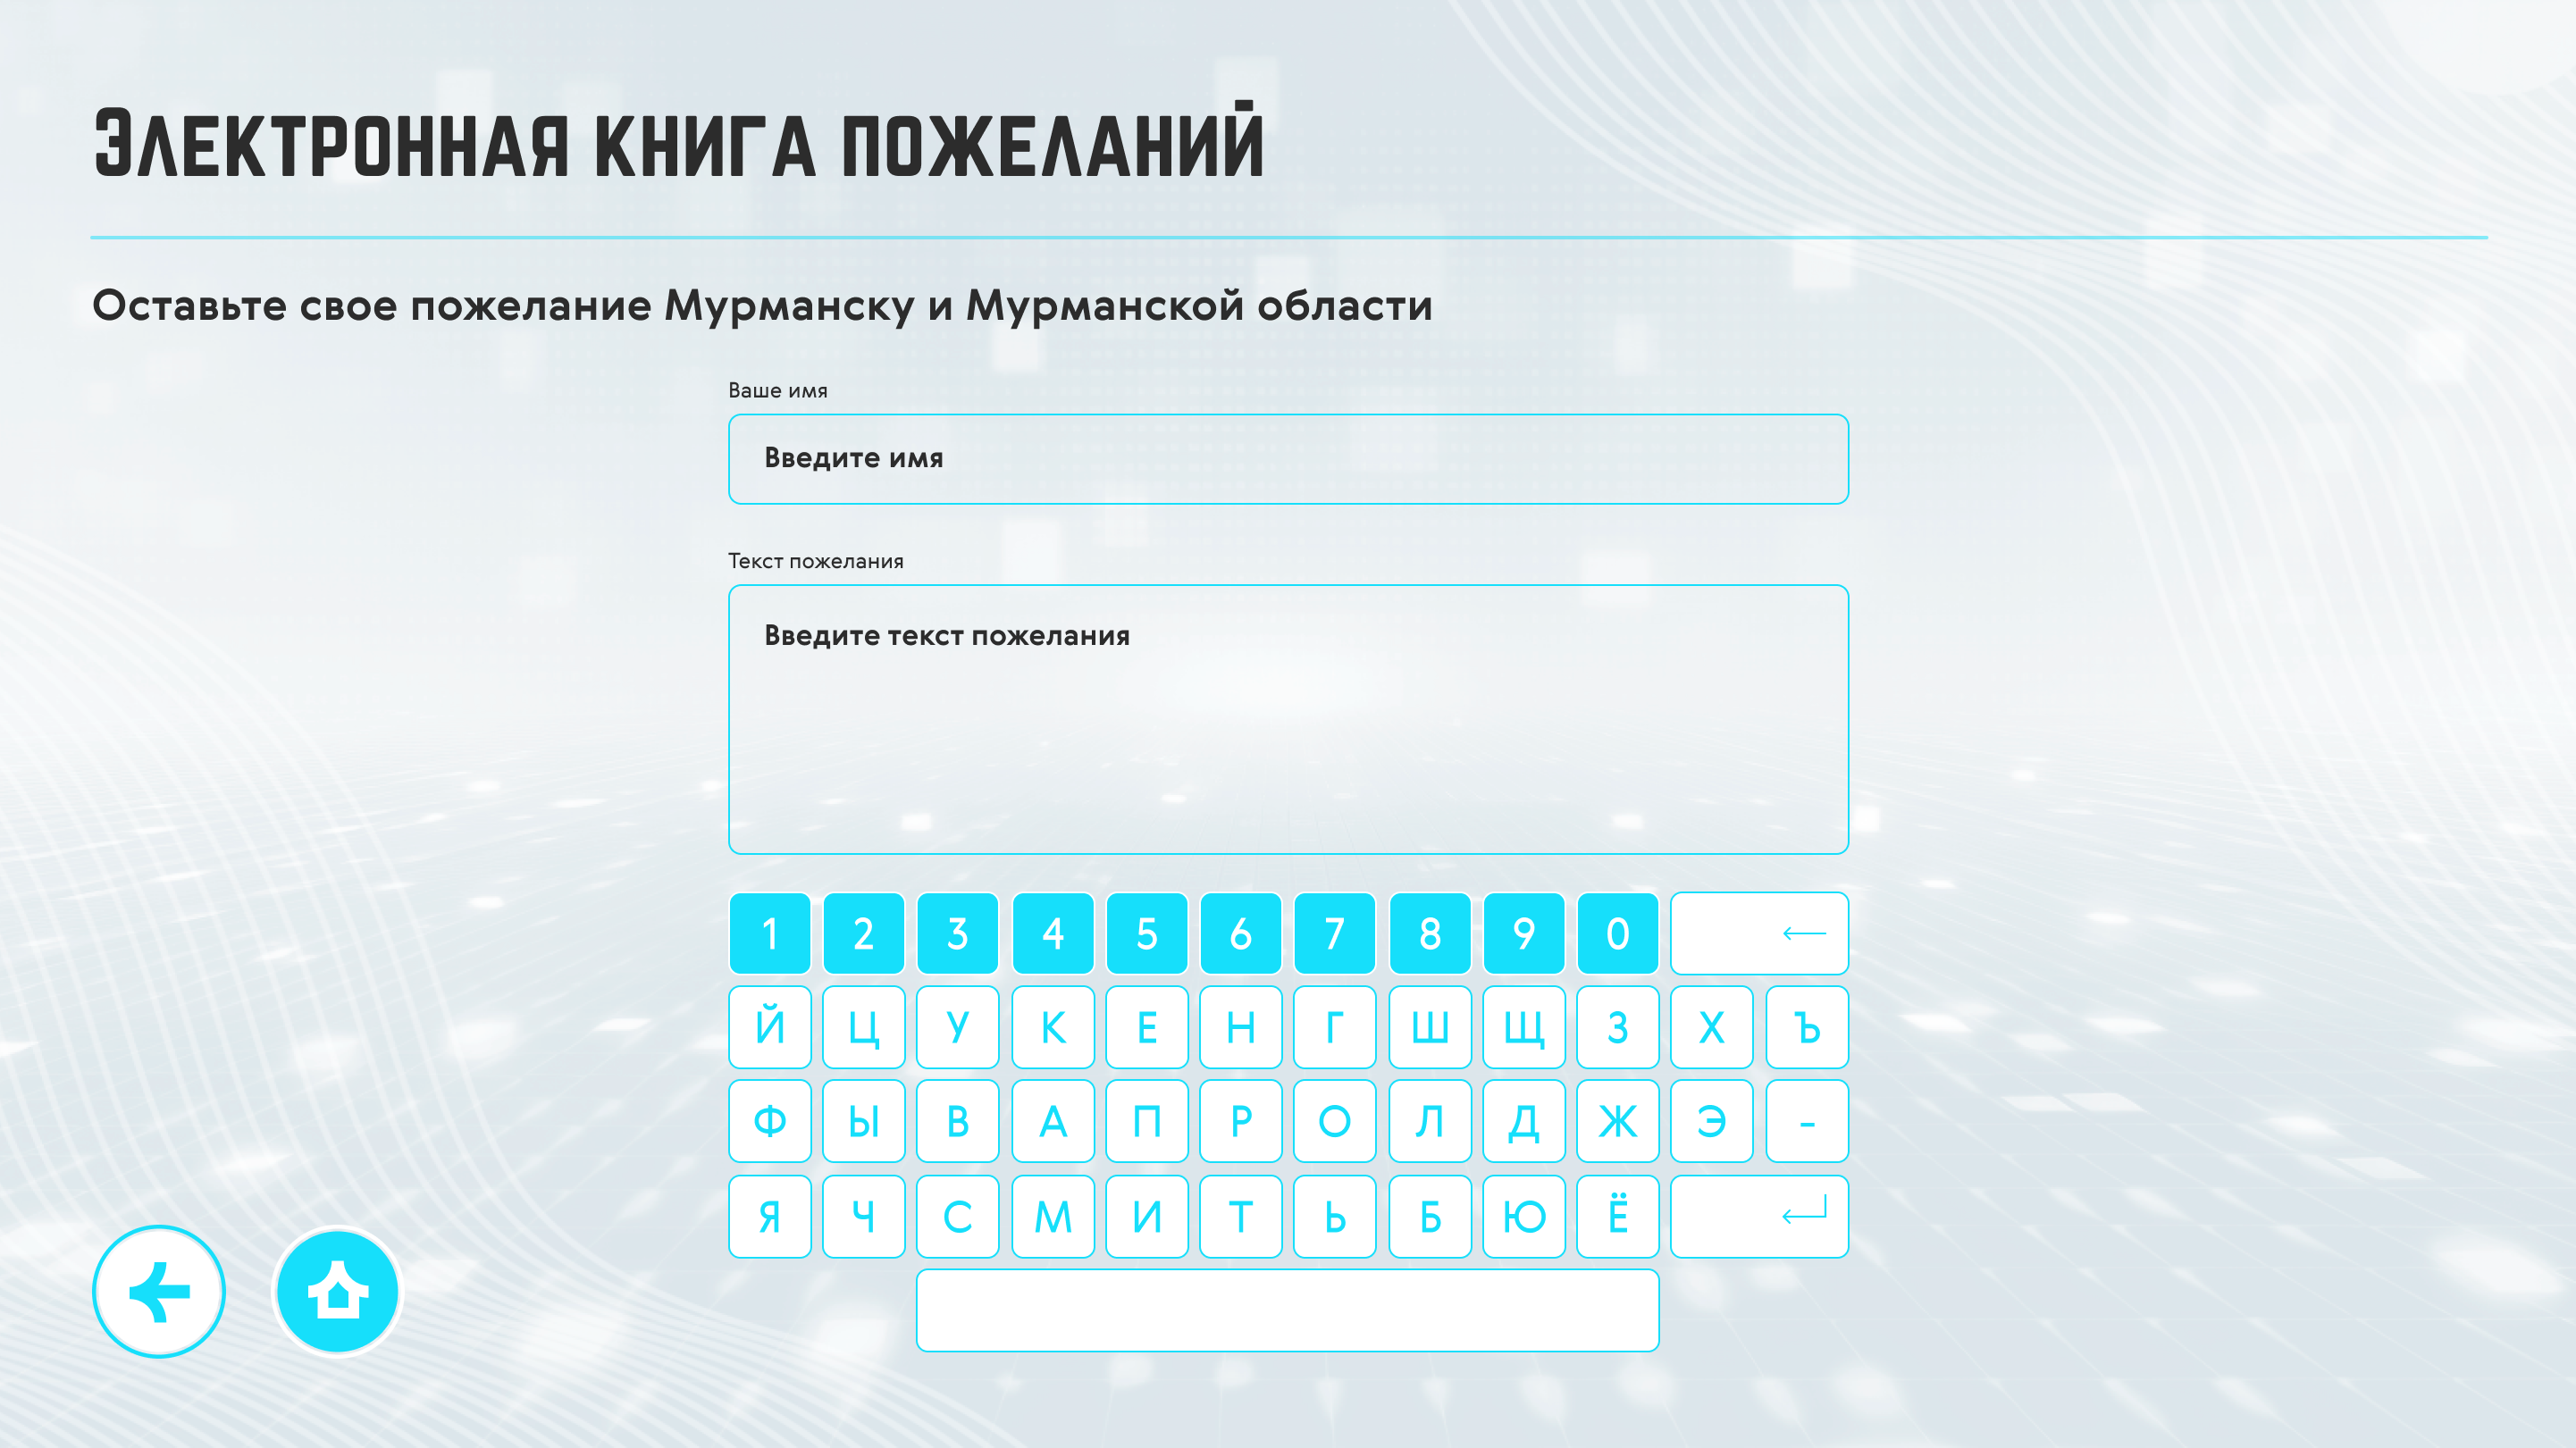 Электронная книга пожеланий
Оставьте свое пожелание Мурманску и Мурманской области
Ваше имя
Введите имя
Текст пожелания
Введите текст пожелания
1 2 3 4 5 6 7 8 9 0
Й Ц У К Е Н Г Ш Щ З Х Ъ
Ф Ы В А П Р О Л Д Ж Э -
Я Ч С М И Т Ь Б Ю Ё